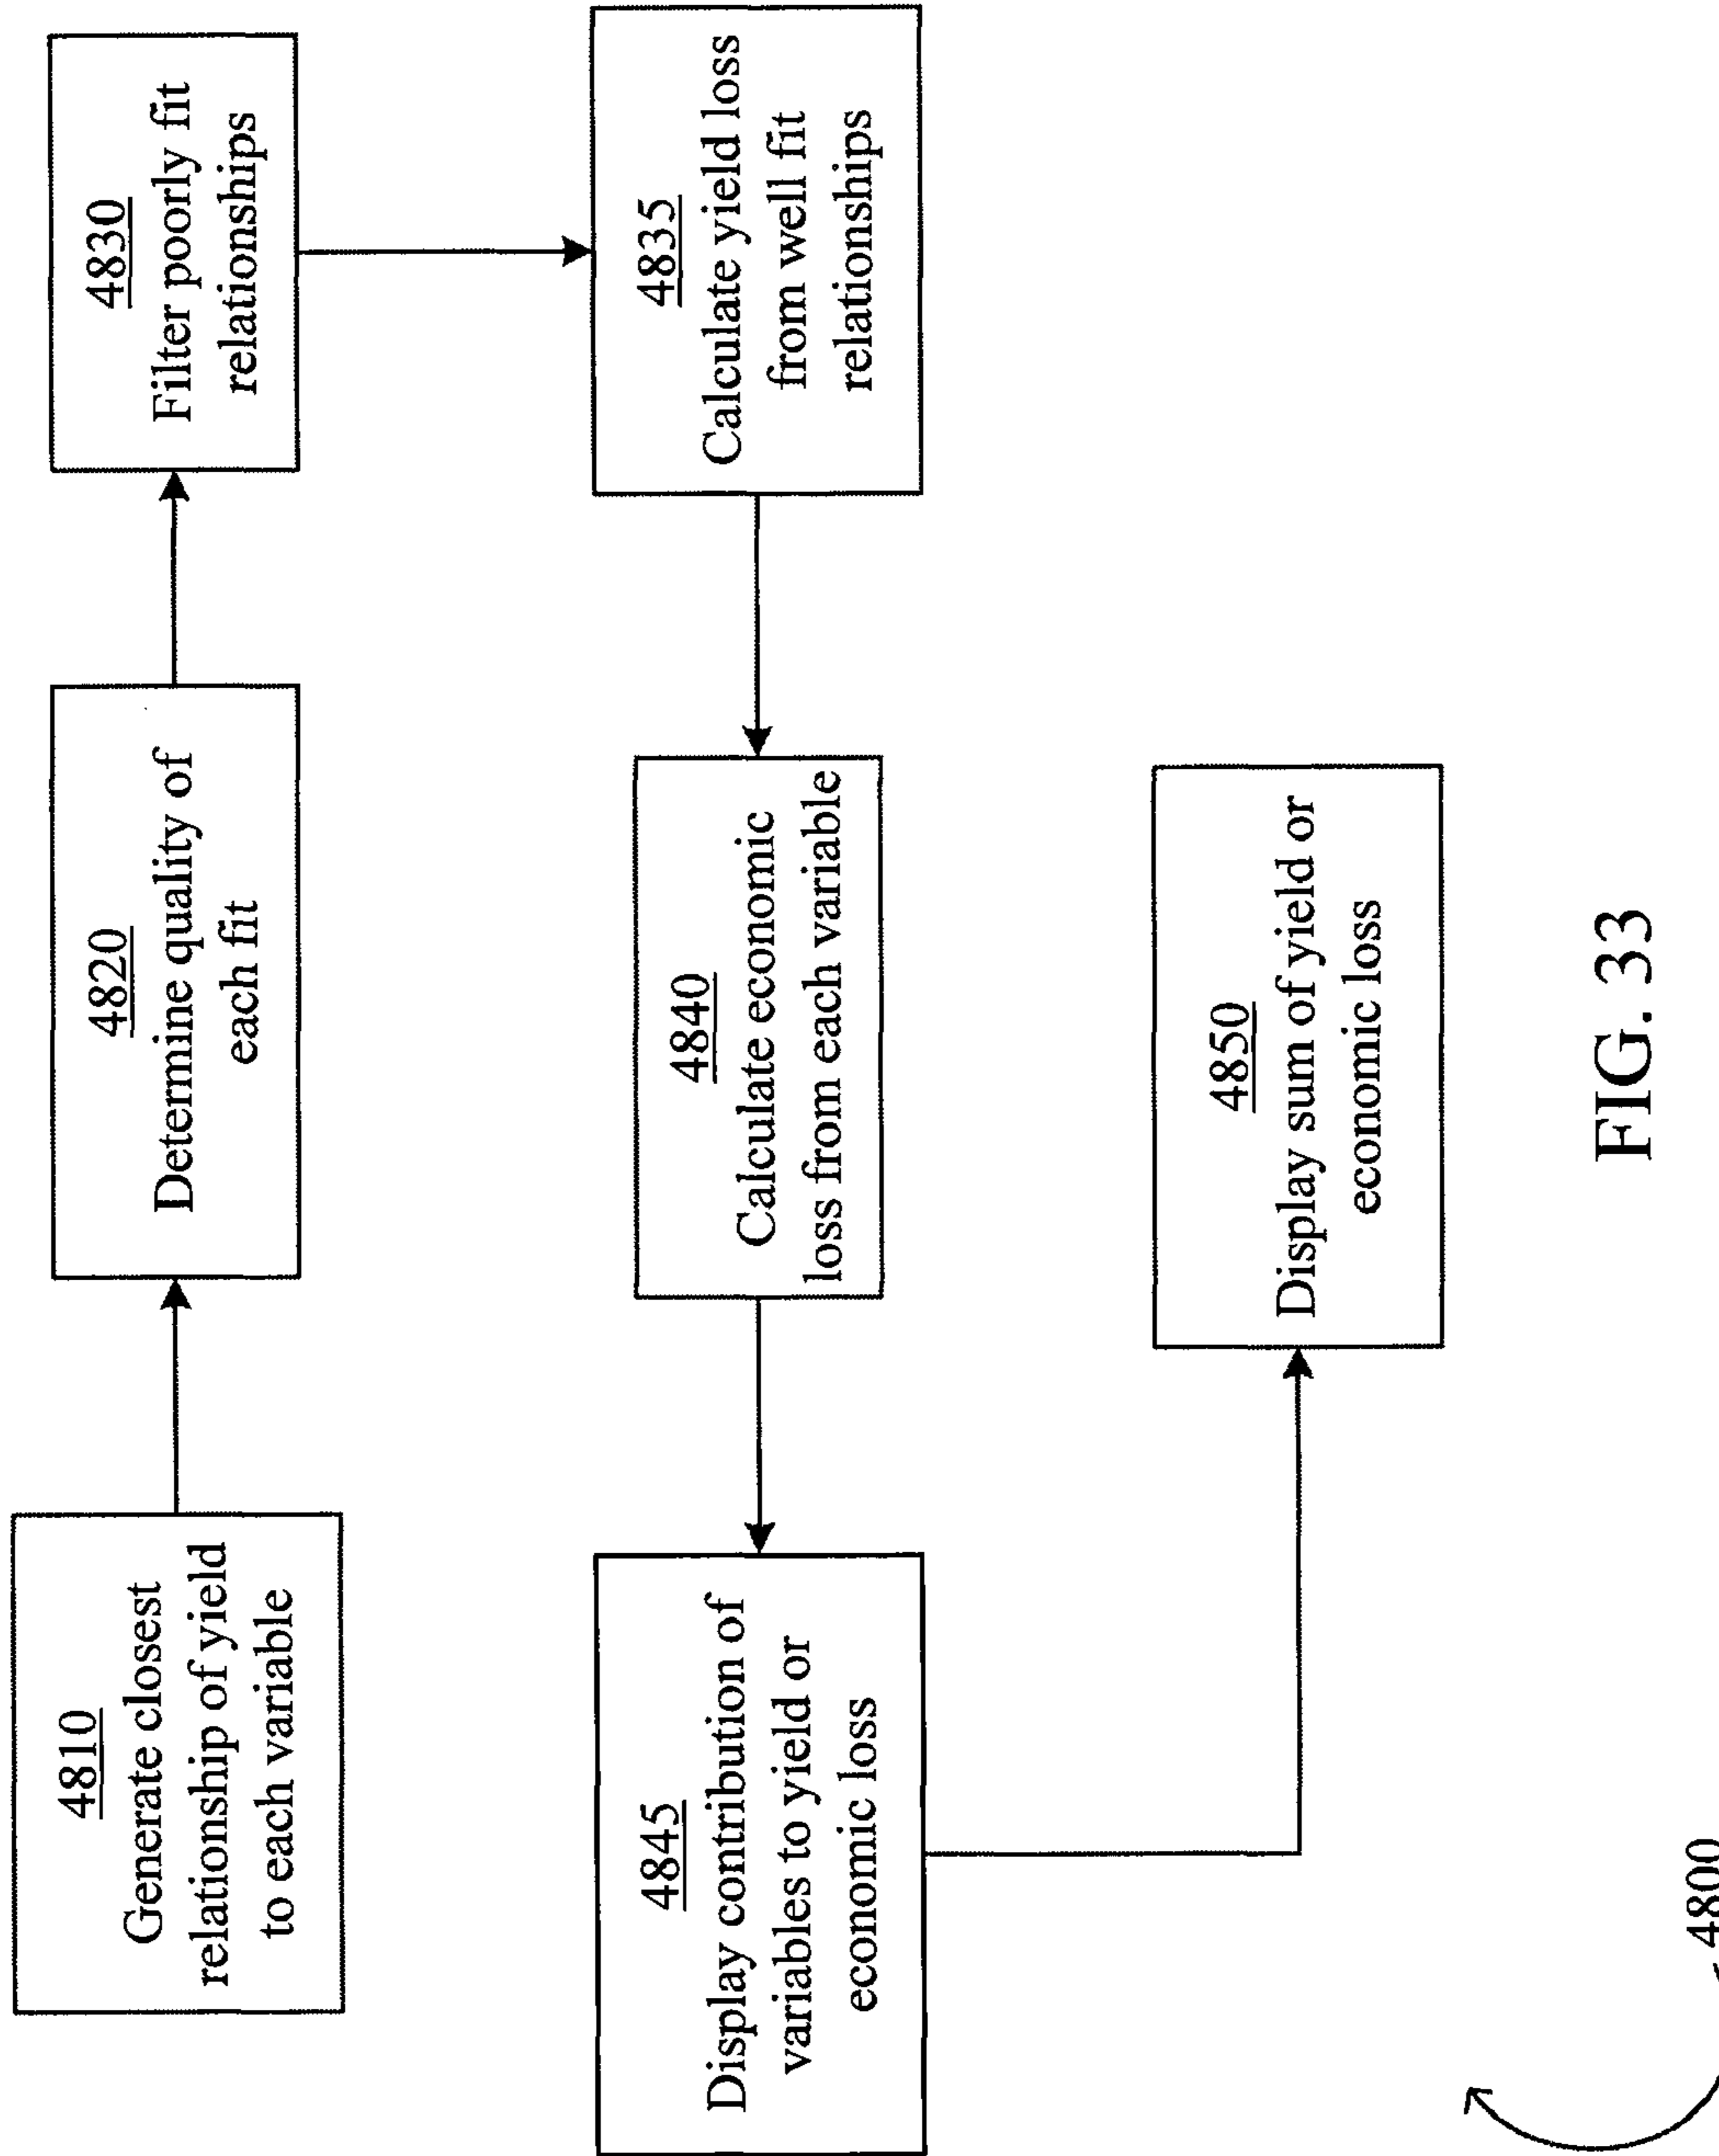 4810
Generate closest
relationship of yield
to each variable
4820
Determine quality of
each fit
4830
Filter poorly fit
relationships
4835
Calculate yield loss
from well fit
relationships
4840
Calculate economic
loss from each variable
4845
Display contribution of
variables to yield or
economic loss
4850
Display sum of yield or
economic loss
4800
FIG. 33